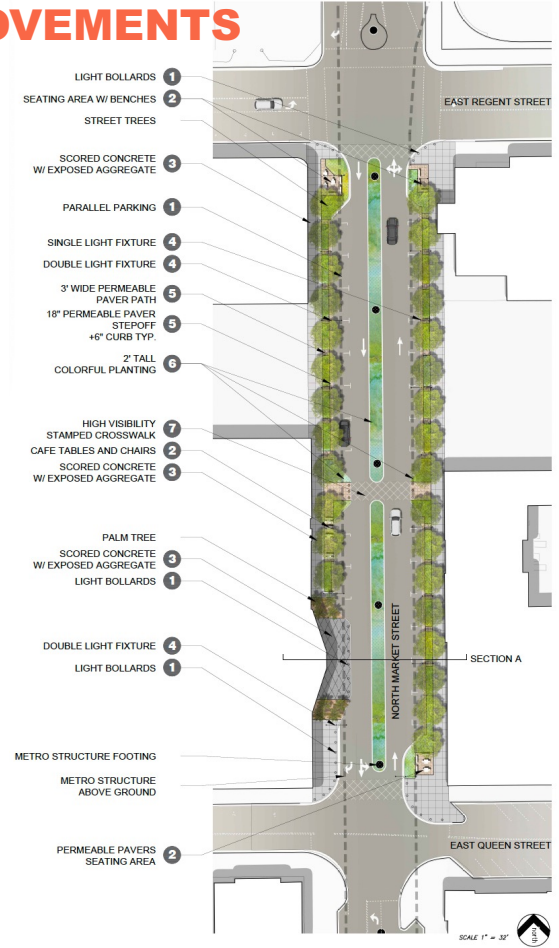 OVEMENTS
LIGHT BOLLARDS 1
SEATING AREA W/ BENCHES 2
STREET TREES
SCORED CONCRETE
W/ EXPOSED AGGREGATE 3
PARALLEL PARKING 1
SINGLE LIGHT FIXTURE 4
DOUBLE LIGHT FIXTURE 4
3' WIDE PERMEABLE
PAVER PATH 5
18" PERMEABLE PAVER
STEPOFF 5
+6" CURB TYP.
2' TALL
COLORFUL PLANTING 6
HIGH VISIBILITY
STAMPED CROSSWALK 7
CAFE TABLES AND CHAIRS 2
SCORED CONCRETE
W/ EXPOSED AGGREGATE 3
PALM TREE
SCORED CONCRETE
W/ EXPOSED AGGREGATE 3
LIGHT BOLLARDS 1
DOUBLE LIGHT FIXTURE 4
LIGHT BOLLARDS 1
METRO STRUCTURE FOOTING
METRO STRUCTURE
ABOVE GROUND
PERMEABLE PAVERS
SEATING AREA 2
EAST REGENT STREET
NORTH MARKET STREET
SECTION A
EAST QUEEN STREET
SCALE 1" = 32'
north